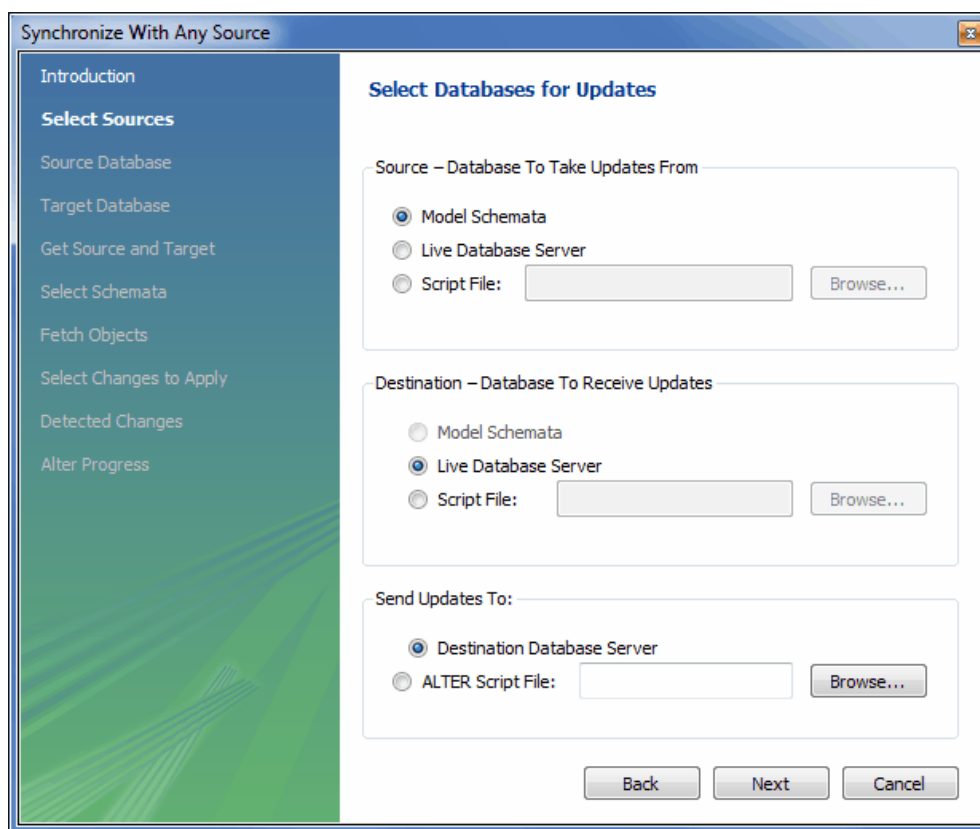 Synchronize With Any Source
Introduction
Select Sources
Source Database
Target Database
Get Source and Target
Select Schemata
Fetch Objects
Select Changes to Apply
Detected Changes
Alter Progress
Select Databases for Updates
Source – Database To Take Updates From
Model Schemata
Live Database Server
Script File: Browse...
Destination – Database To Receive Updates
Model Schemata
Live Database Server
Script File: Browse...
Send Updates To:
Destination Database Server
ALTER Script File: Browse...
Back Next Cancel